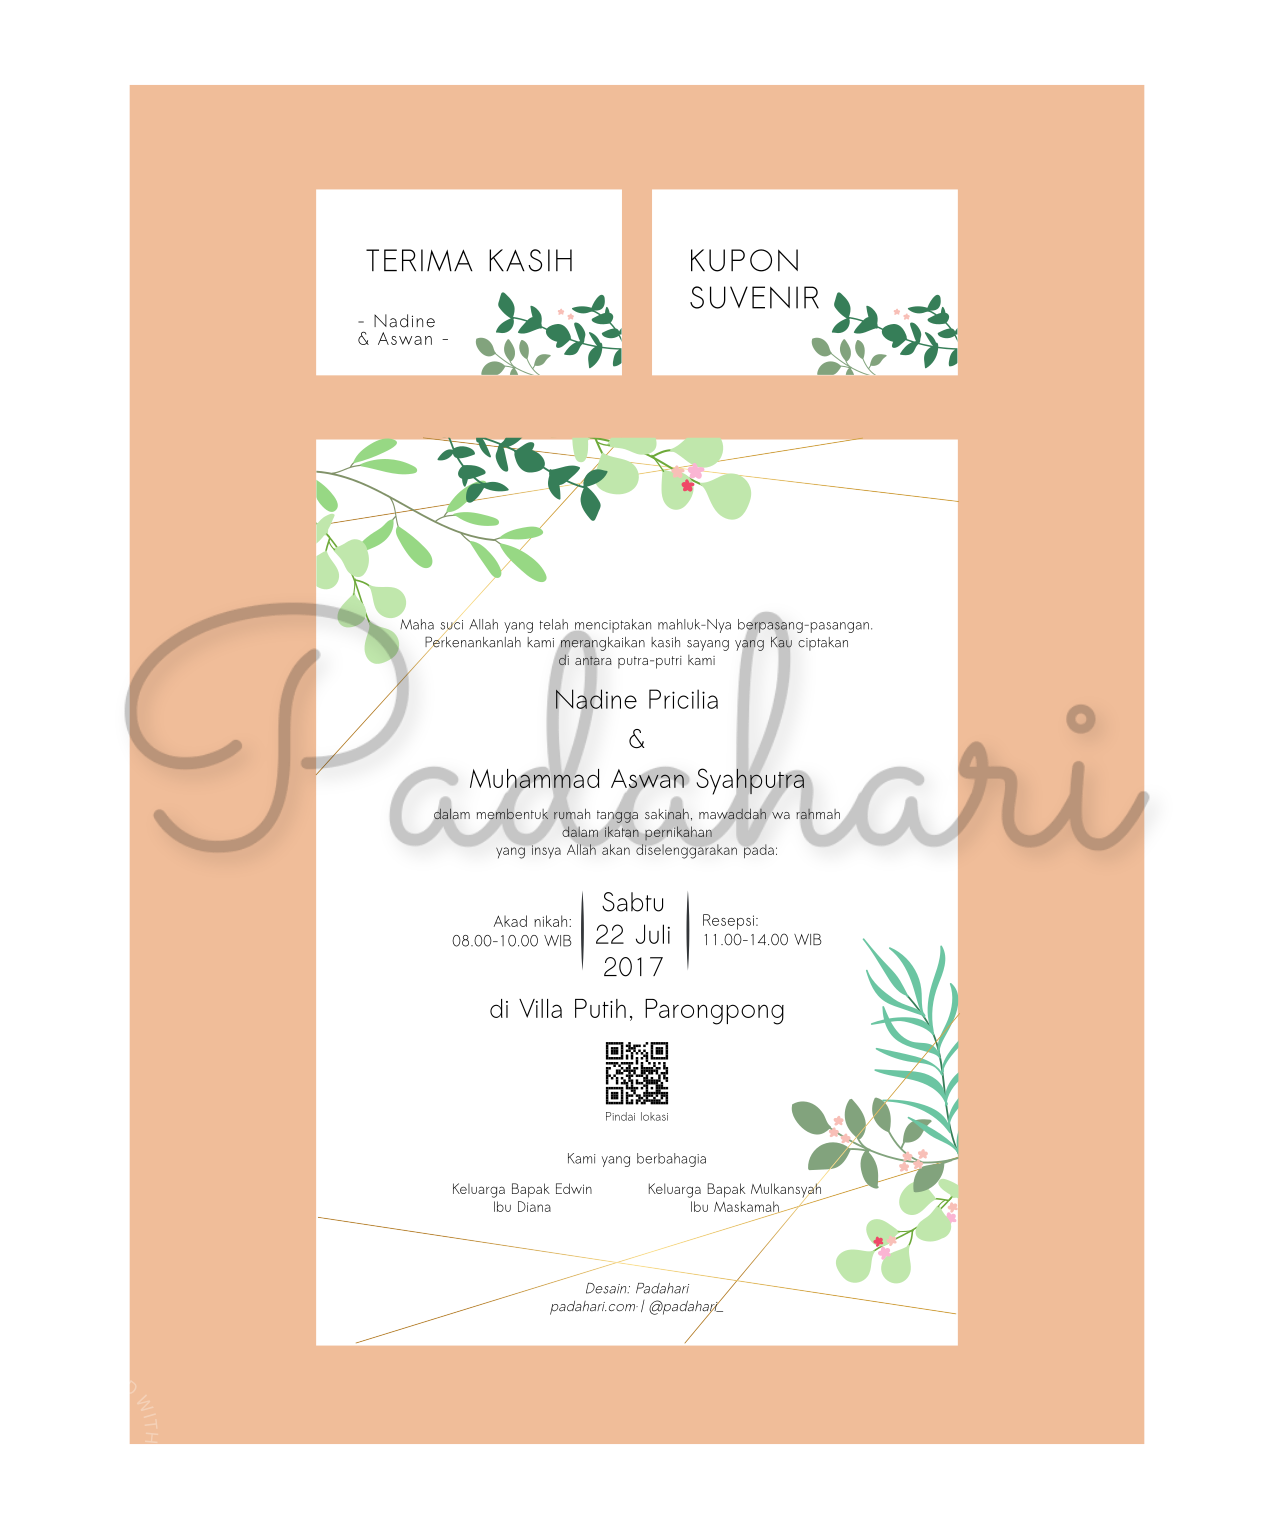 TERIMA KASIH
- Nadine
& Aswan -
KUPON
SUVENIR
Maha suci Allah yang telah menciptakan mahluk-Nya berpasang-pasangan.
Perkenankanlah kami merangkaikan kasih sayang yang Kau ciptakan
di antara putra-putri kami
Nadine Pricilia
&
Muhammad Aswan Syahputra
Padahari
dalam membentuk rumah tangga sakinah, mawaddah wa rahmah
dalam ikatan pernikahan
yang insya Allah akan diselenggarakan pada:
Akad nikah:
08.00-10.00 WIB
Sabtu
22 Juli
2017
Resepsi:
11.00-14.00 WIB
di Villa Putih, Parongpong
Pindai lokasi
Kami yang berbahagia
Keluarga Bapak Edwin
Ibu Diana
Keluarga Bapak Mulkansyah
Ibu Maskamah
Desain: Padahari
padahari.com | @padahari_
WITH